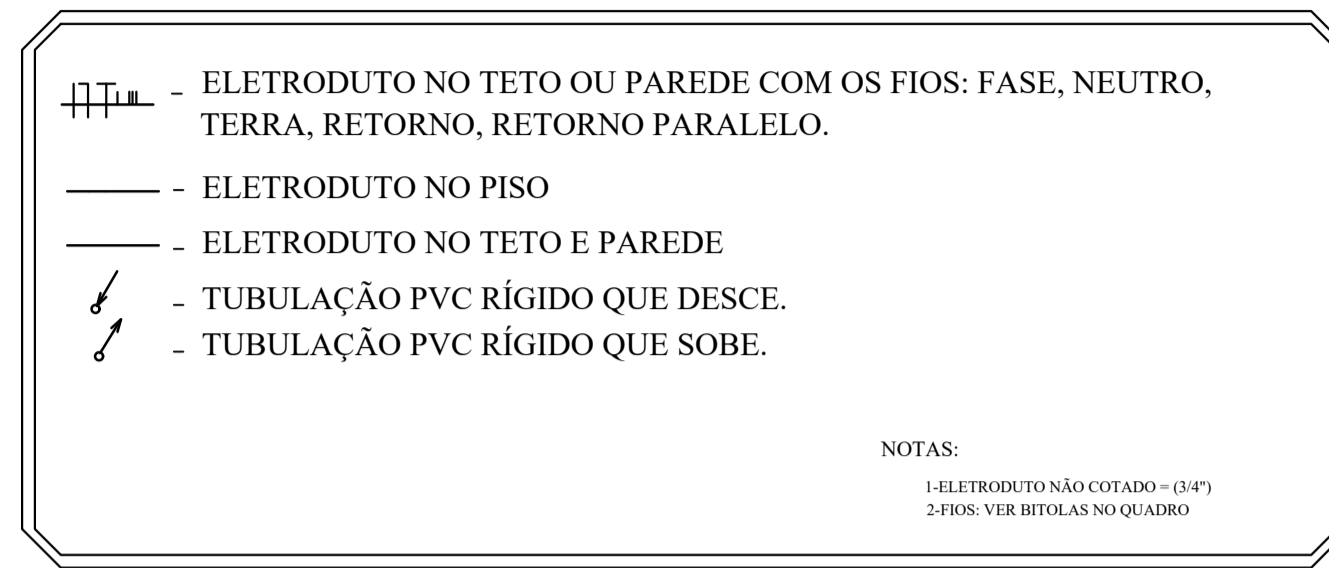 - ELETRODUTO NO TETO OU PAREDE COM OS FIOS: FASE, NEUTRO,
TERRA, RETORNO, RETORNO PARALELO.
- ELETRODUTO NO PISO
- ELETRODUTO NO TETO E PAREDE
- TUBULAÇÃO PVC RÍGIDO QUE DESCE.
- TUBULAÇÃO PVC RÍGIDO QUE SOBE.
NOTAS:
1-ELETRODUTO NÃO COTADO = (3/4")
2-FIOS: VER BITOLAS NO QUADRO